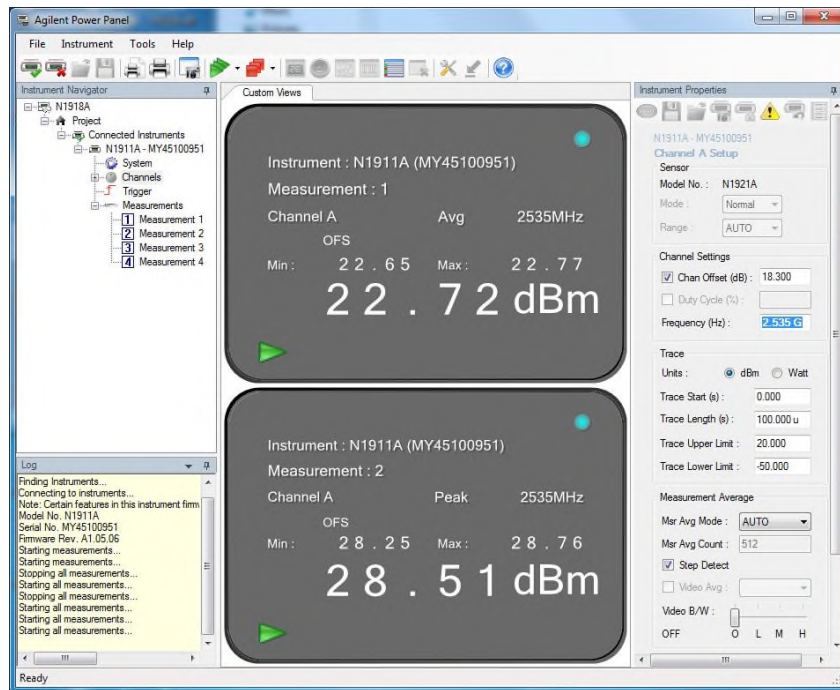 Agilent Power Panel
File Instrument Tools Help
Instrument Navigator
N1918A
Project
Connected Instruments
N1911A - MY45100951
System
Channels
Trigger
Measurements
1 Measurement 1
2 Measurement 2
3 Measurement 3
4 Measurement 4
Log
Finding Instruments...
Connecting to instruments...
Note: Certain features in this instrument firm
Model No. N1911A
Serial No. MY45100951
Firmware Rev. A1.05.06
Starting measurements...
Starting measurements...
Stopping all measurements...
Starting all measurements...
Stopping all measurements...
Starting all measurements...
Starting all measurements...
Starting all measurements...
Custom Views
Instrument : N1911A (MY45100951)
Measurement : 1
Channel A Avg 2535MHz
OFS
Min : 22.65 Max : 22.77
22.72 dBm
Instrument : N1911A (MY45100951)
Measurement : 2
Channel A Peak 2535MHz
OFS
Min : 28.25 Max : 28.76
28.51 dBm
Instrument Properties
N1911A - MY45100951
Channel A Setup
Sensor
Model No. : N1921A
Mode : Normal
Range : AUTO
Channel Settings
Chan Offset (dB) : 18.300
Duty Cycle (%) :
Frequency (Hz) : 2.535 G
Trace
Units : dBm Watt
Trace Start (s) : 0.000
Trace Length (s) : 100.000 u
Trace Upper Limit : 20.000
Trace Lower Limit : -50.000
Measurement Average
Msr Avg Mode : AUTO
Msr Avg Count : 512
Step Detect
Video Avg :
Video B/W :
OFF O L M H
Ready